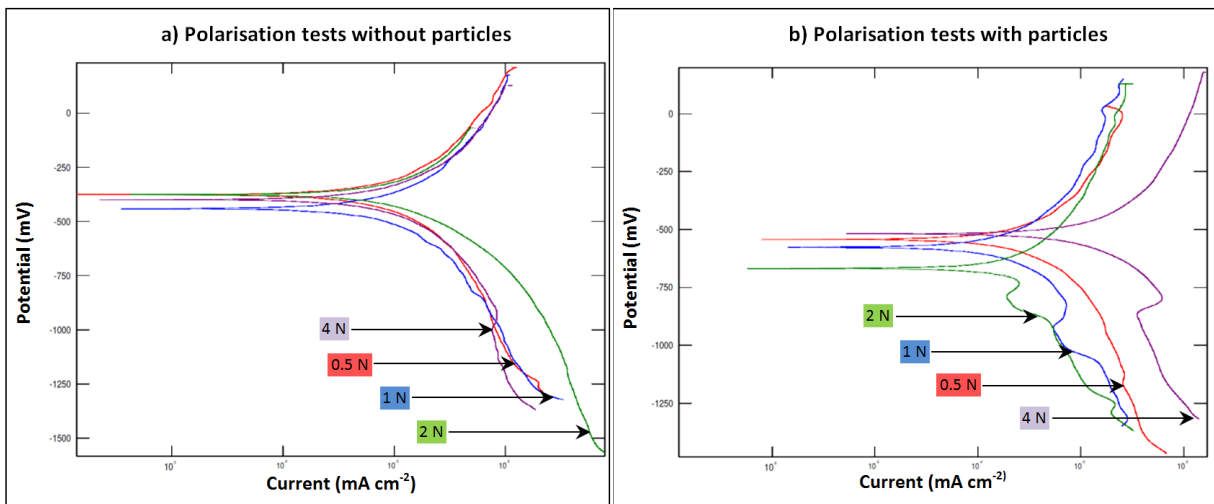 a) Polarisation tests without particles
0
-250
-500
-750
-1000
-1250
-1500
Potential (mV)
4 N
0.5 N
1 N
2 N
Current (mA cm-2)
b) Polarisation tests with particles
0
-250
-500
-750
-1000
-1250
Potential (mV)
2 N
1 N
0.5 N
4 N
Current (mA cm-2)